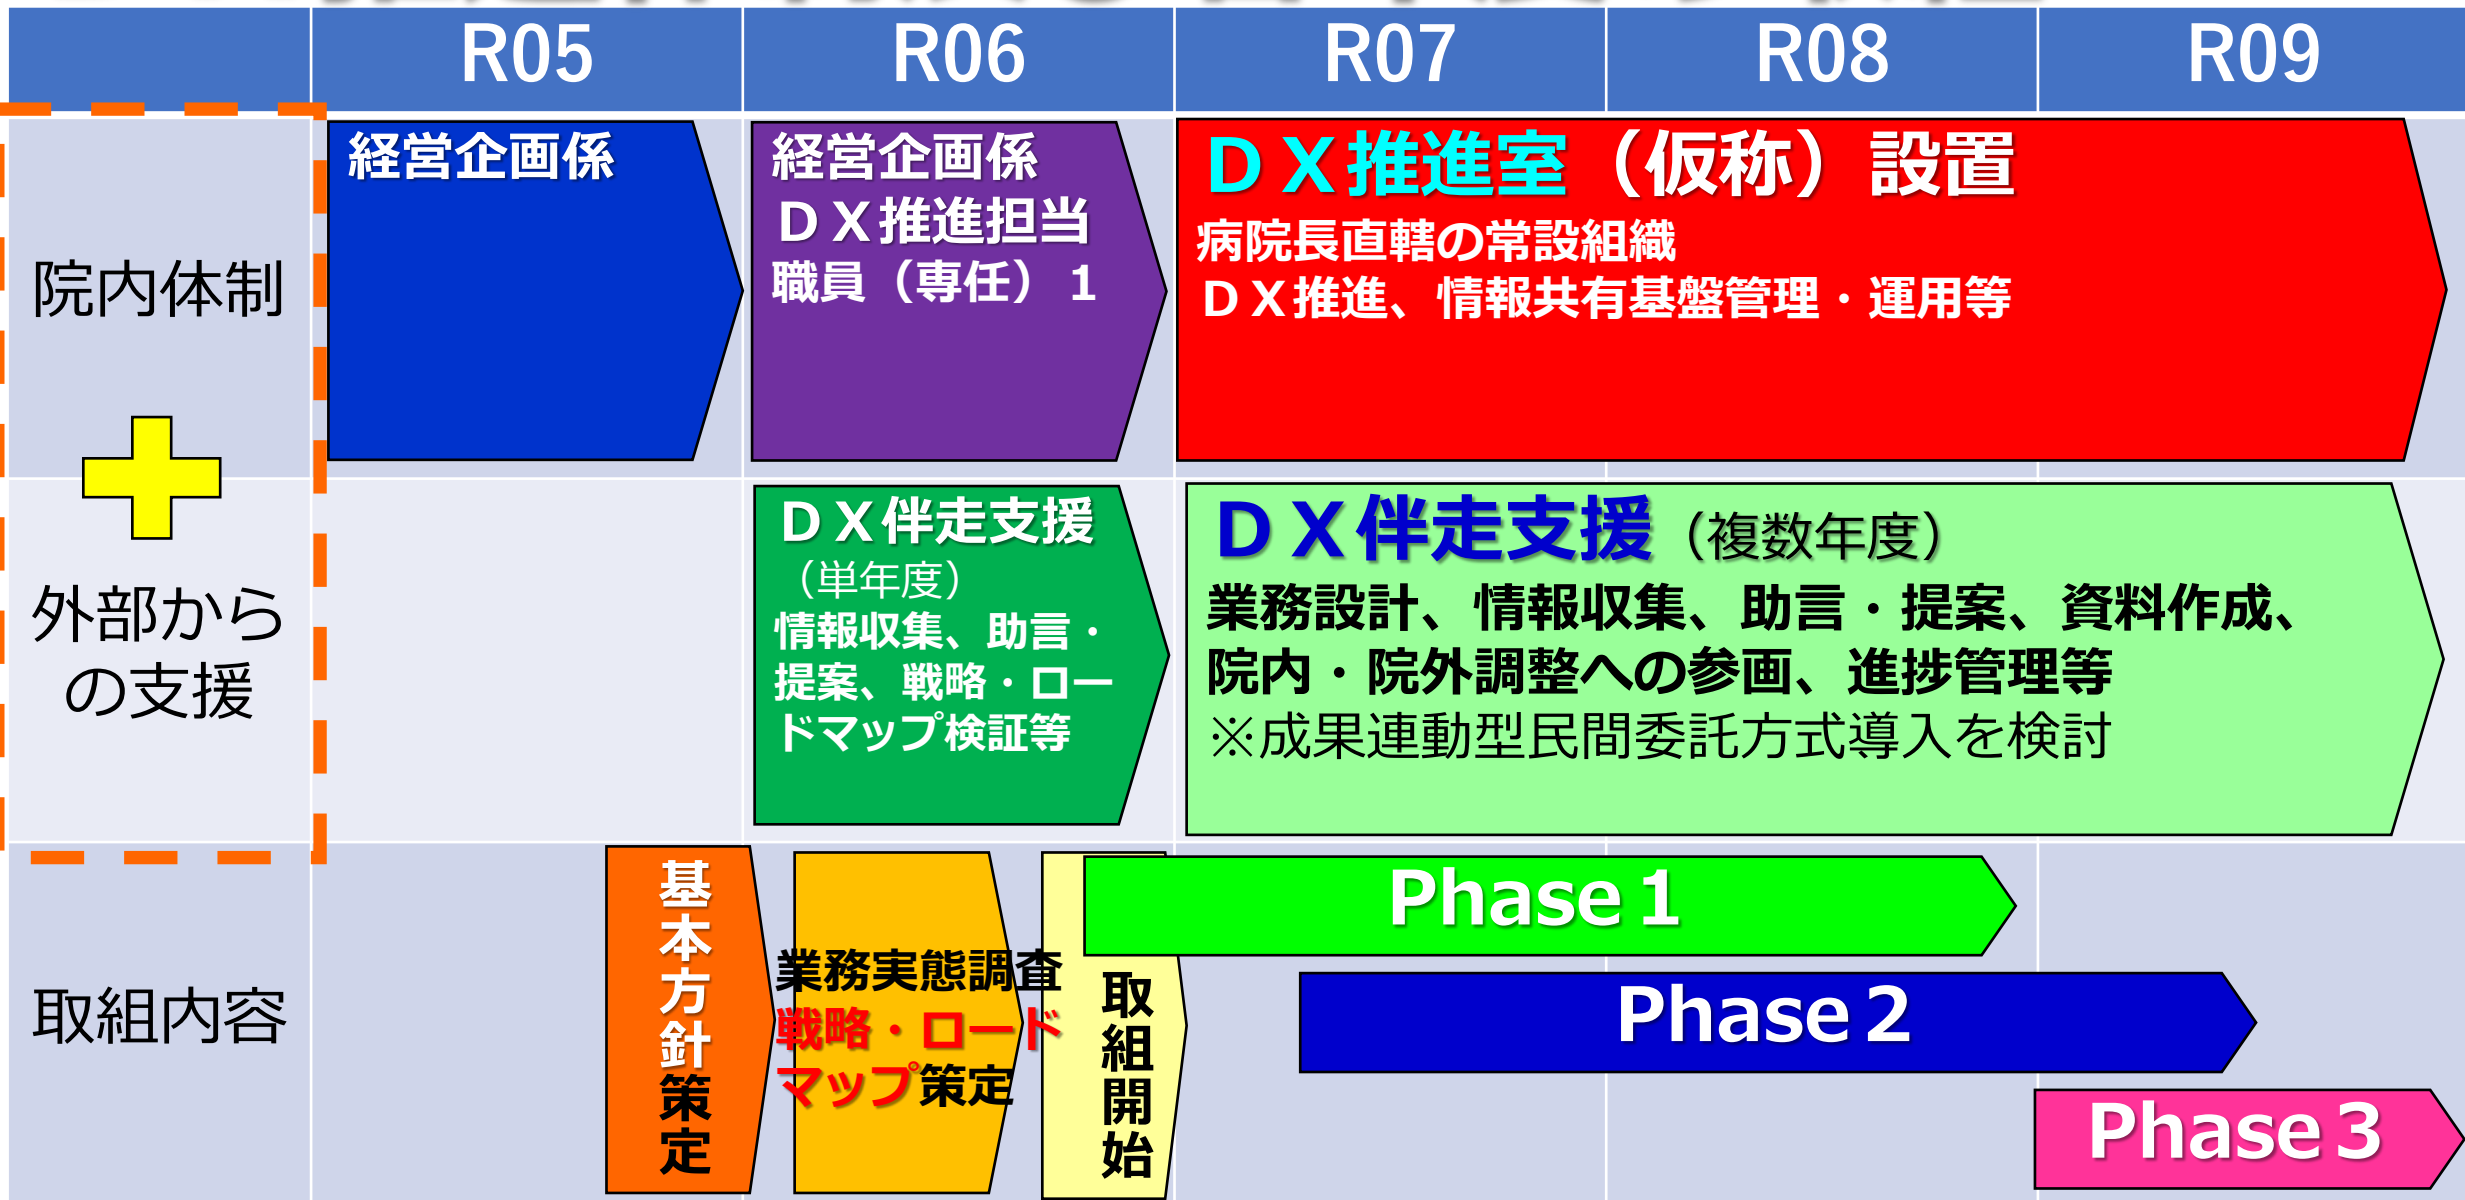 R05
R06
R07
R08
R09
院内体制
経営企画係
経営企画係
ＤＸ推進担当
職員（専任）１
ＤＸ推進室（仮称）設置
病院長直轄の常設組織
ＤＸ推進、情報共有基盤管理・運用等
外部から
の支援
ＤＸ伴走支援
（単年度）
情報収集、助言・
提案、戦略・ロー
ドマップ検証等
ＤＸ伴走支援（複数年度）
業務設計、情報収集、助言・提案、資料作成、
院内・院外調整への参画、進捗管理等
※成果連動型民間委託方式導入を検討
取組内容
基本方針策定
業務実態調査
戦略・ロード
マップ策定
取組開始
Phase１
Phase２
Phase３